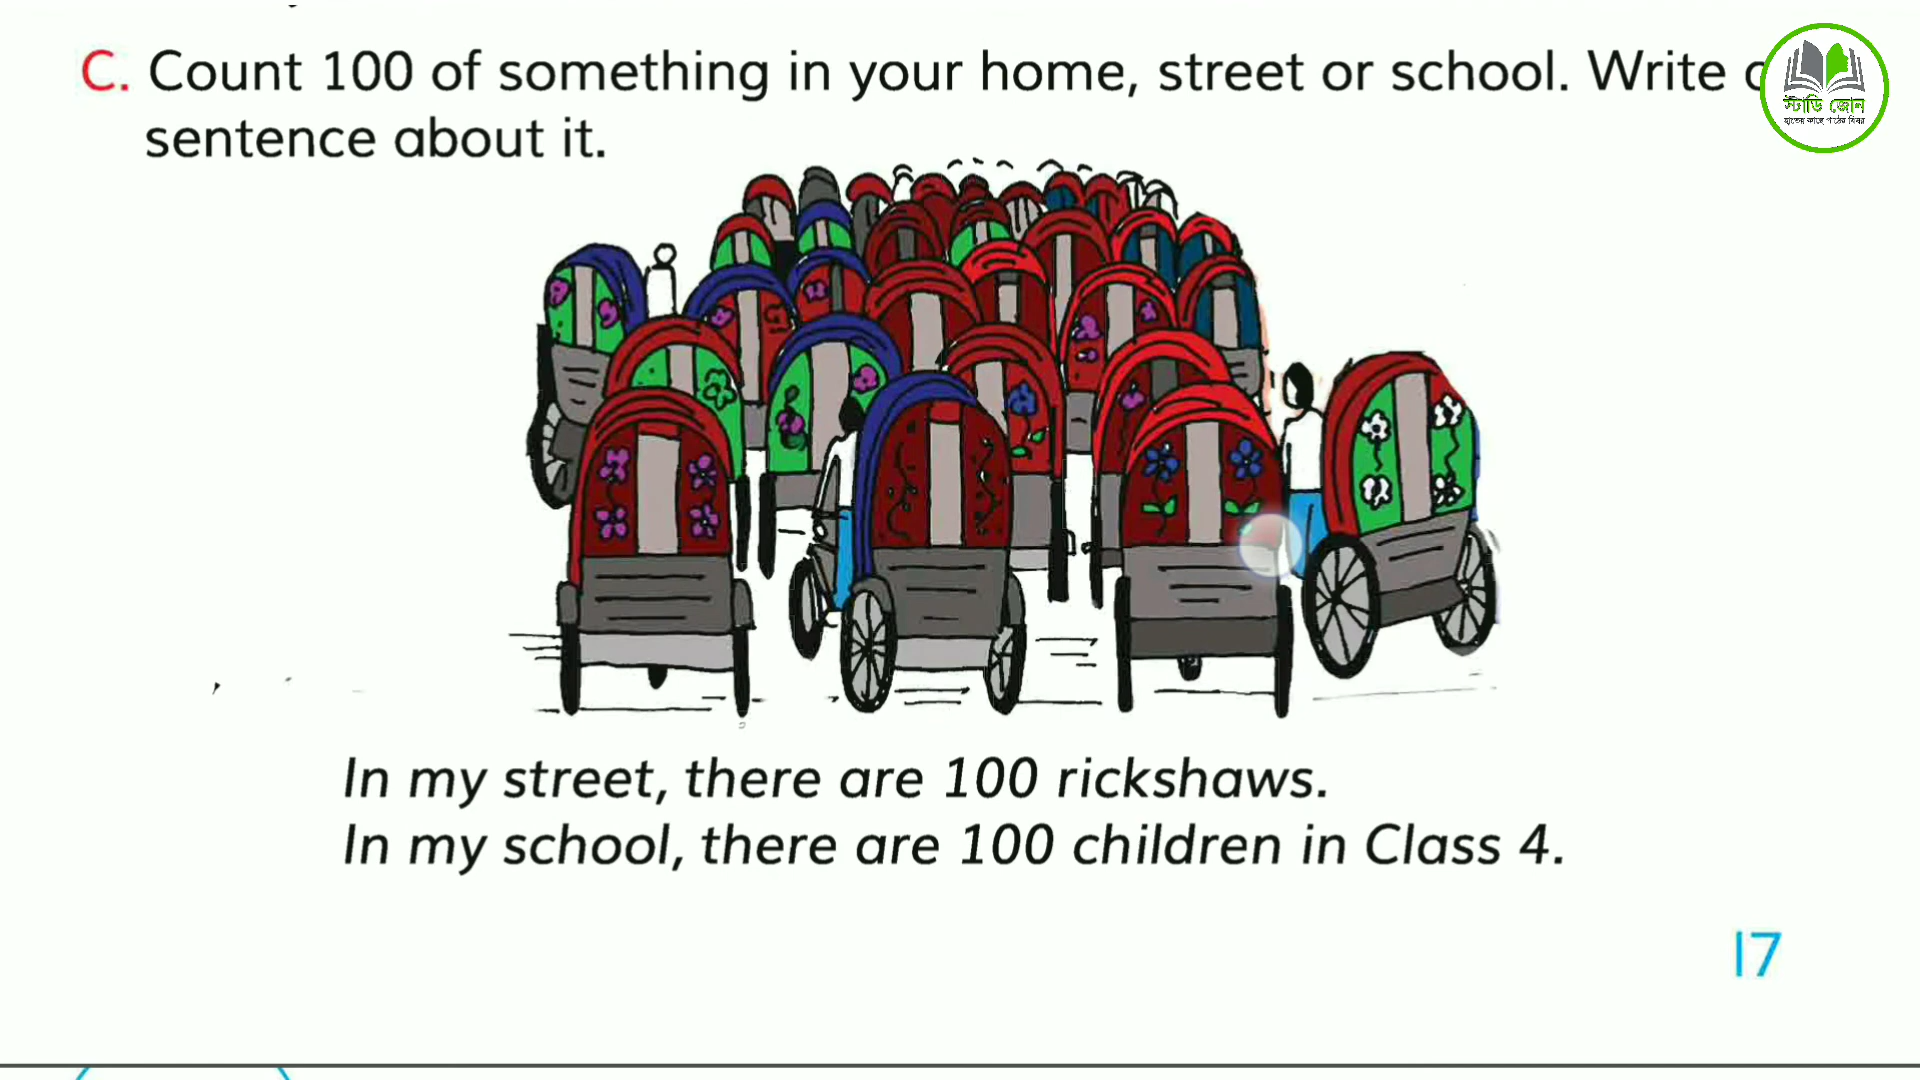 C. Count 100 of something in your home, street or school. Write
sentence about it.
স্টাডি জোন
হাতের কাছে পাঠের বিষয়
In my street, there are 100 rickshaws.
In my school, there are 100 children in Class 4.
17